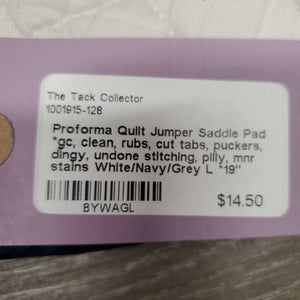 The Tack Collector
1001915-128
Proforma Quilt Jumper Saddle Pad
*gc, clean, rubs, cut tabs, puckers,
dingy, undone stitching, pilly, mnr
stains White/Navy/Grey L *19"
BYWAGL
$14.50